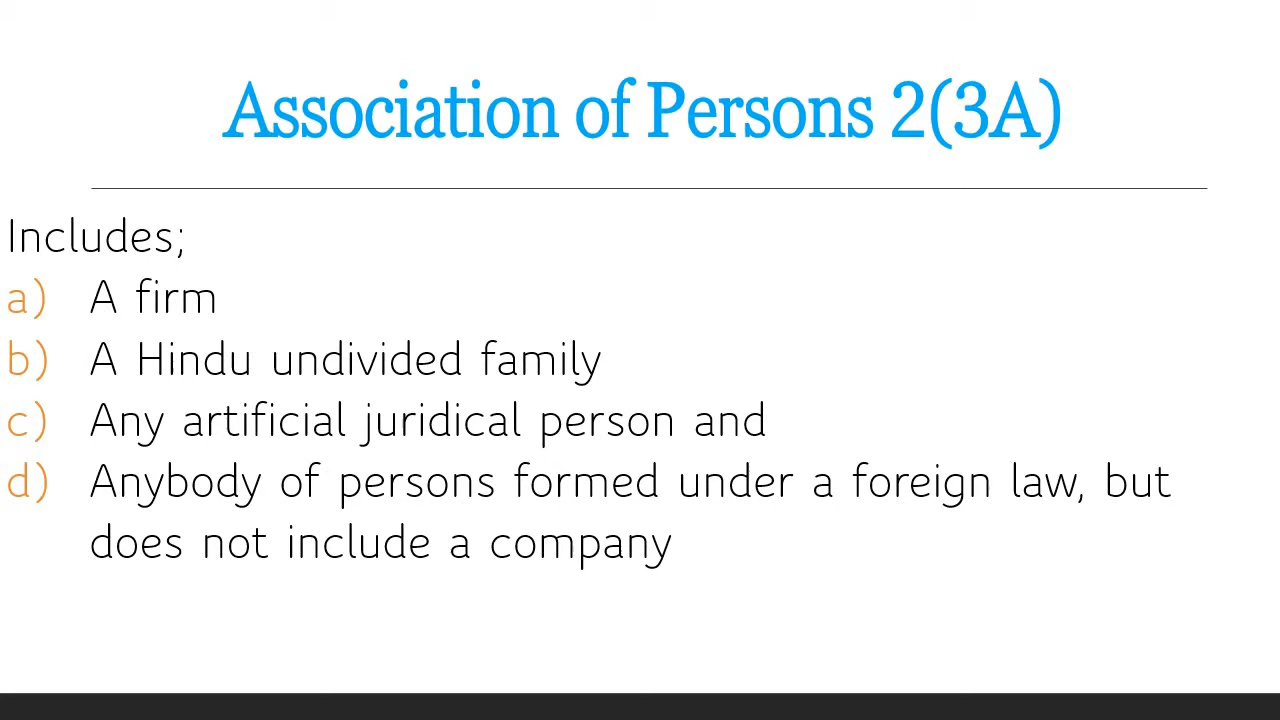 Association of Persons 2(3A)
Includes;
a) A firm
b) A Hindu undivided family
c) Any artificial juridical person and
d) Anybody of persons formed under a foreign law, but
does not include a company